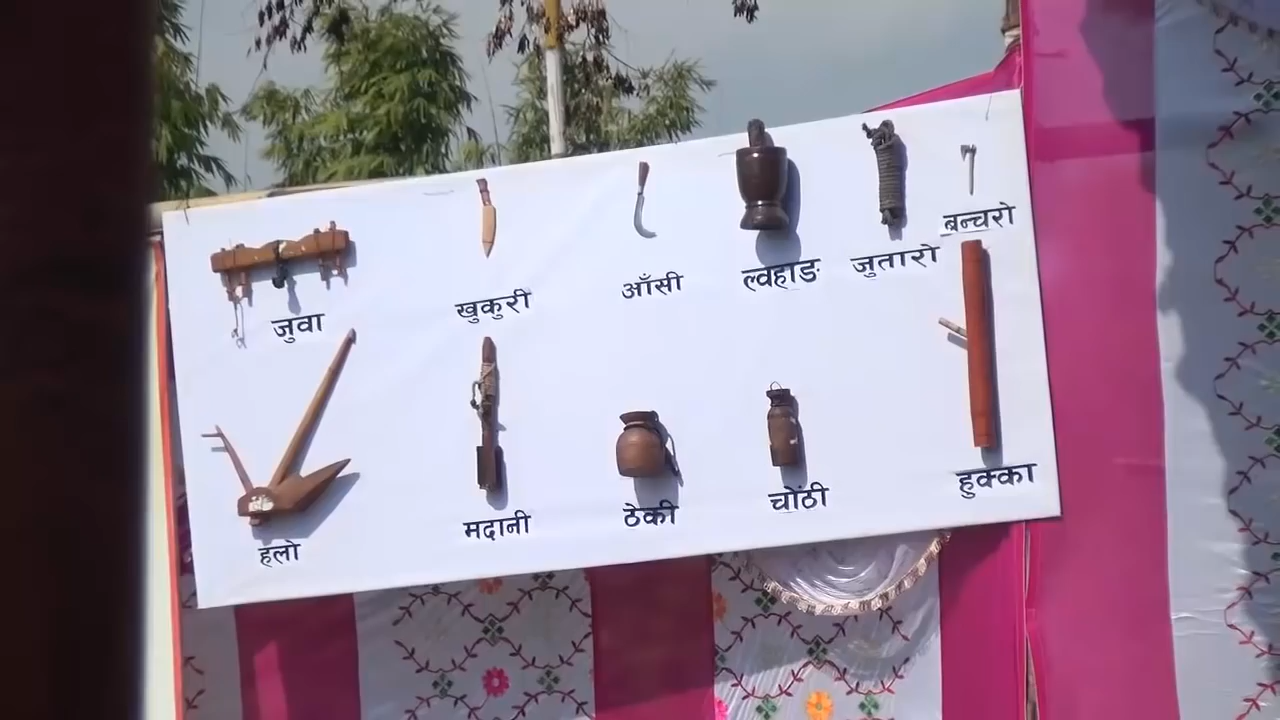 जुवा
खुकुरी
आँसी
ल्वहाङ
जुतारो
बन्चरो
हलो
मदानी
ठेकी
चोंठी
हुक्का